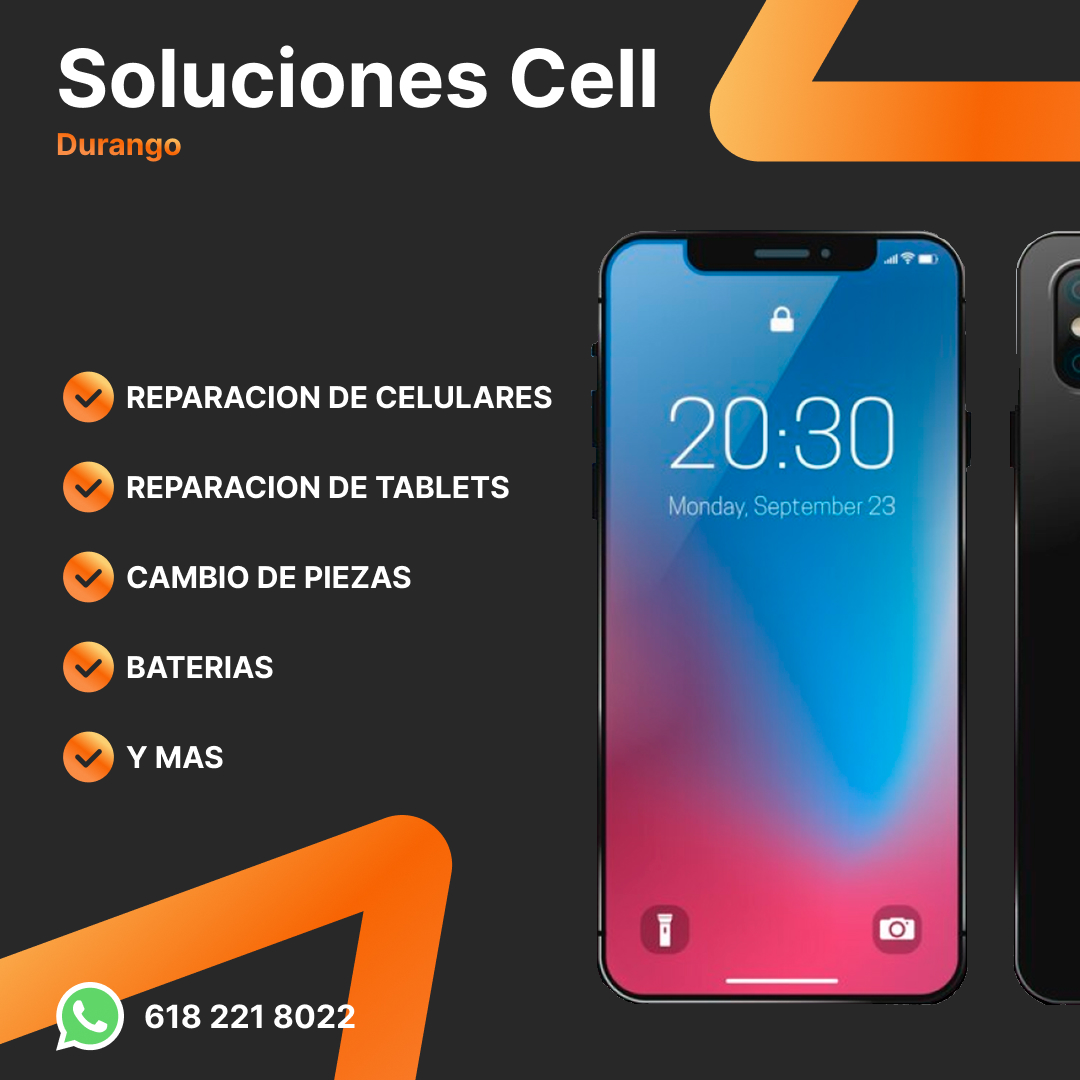 Soluciones Cell
Durango
REPARACION DE CELULARES
REPARACION DE TABLETS
CAMBIO DE PIEZAS
BATERIAS
Y MAS
20:30
Monday, September 23
618 221 8022